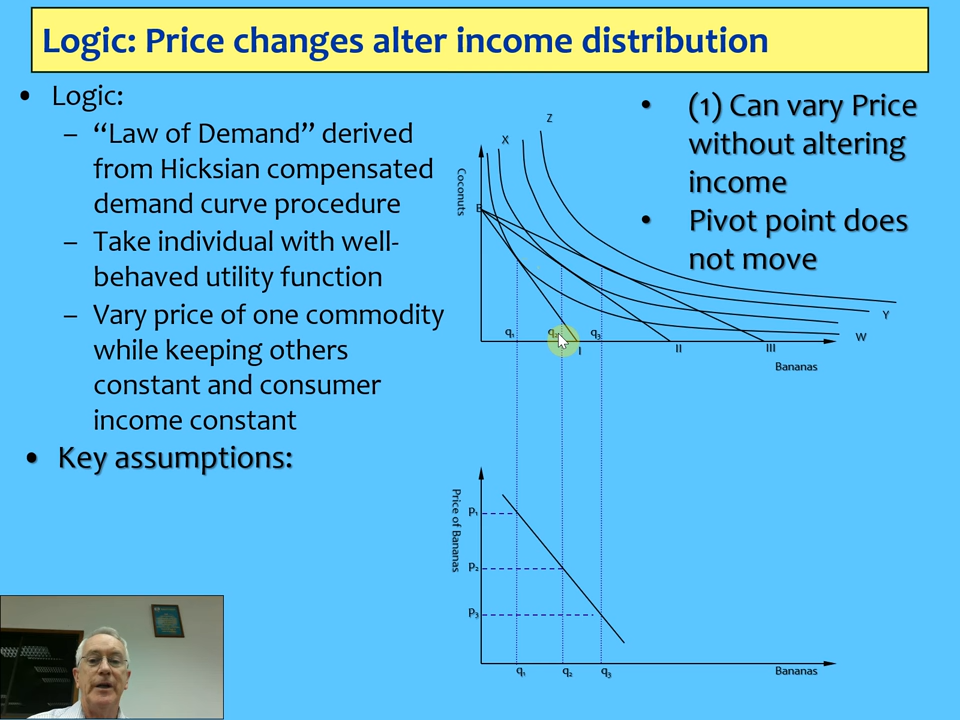 Logic: Price changes alter income distribution
• Logic:
– “Law of Demand” derived
from Hicksian compensated
demand curve procedure
– Take individual with well-
behaved utility function
– Vary price of one commodity
while keeping others
constant and consumer
income constant
• Key assumptions:
• (1) Can vary Price
without altering
income
• Pivot point does
not move
Z
X
Coconuts
E
Y
W
q₁
q₂
q₃
I
II
III
Bananas
Price of Bananas
p₁
p₂
p₃
q₁
q₂
q₃
Bananas